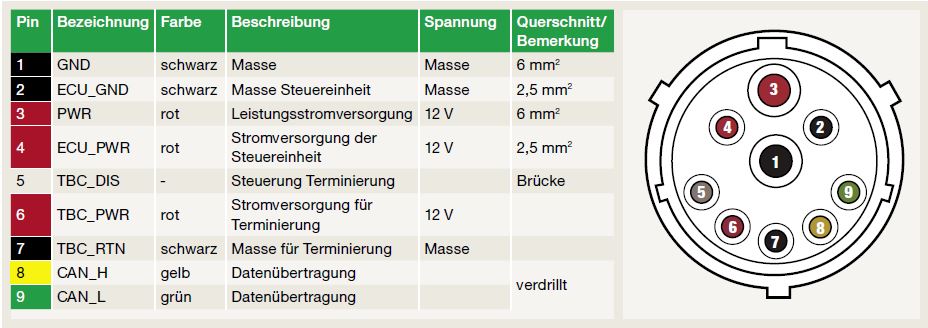 Pin Bezeichnung Farbe Beschreibung Spannung Querschnitt/
Bemerkung
1 GND schwarz Masse Masse 6 mm²
2 ECU_GND schwarz Masse Steuereinheit Masse 2,5 mm²
3 PWR rot Leistungsstromversorgung 12 V 6 mm²
4 ECU_PWR rot Stromversorgung der
Steuereinheit 12 V 2,5 mm²
5 TBC_DIS - Steuerung Terminierung Brücke
6 TBC_PWR rot Stromversorgung für
Terminierung 12 V
7 TBC_RTN schwarz Masse für Terminierung Masse
8 CAN_H gelb Datenübertragung
verdrillt
9 CAN_L grün Datenübertragung
3
4 2
1
5 9
6 8
7